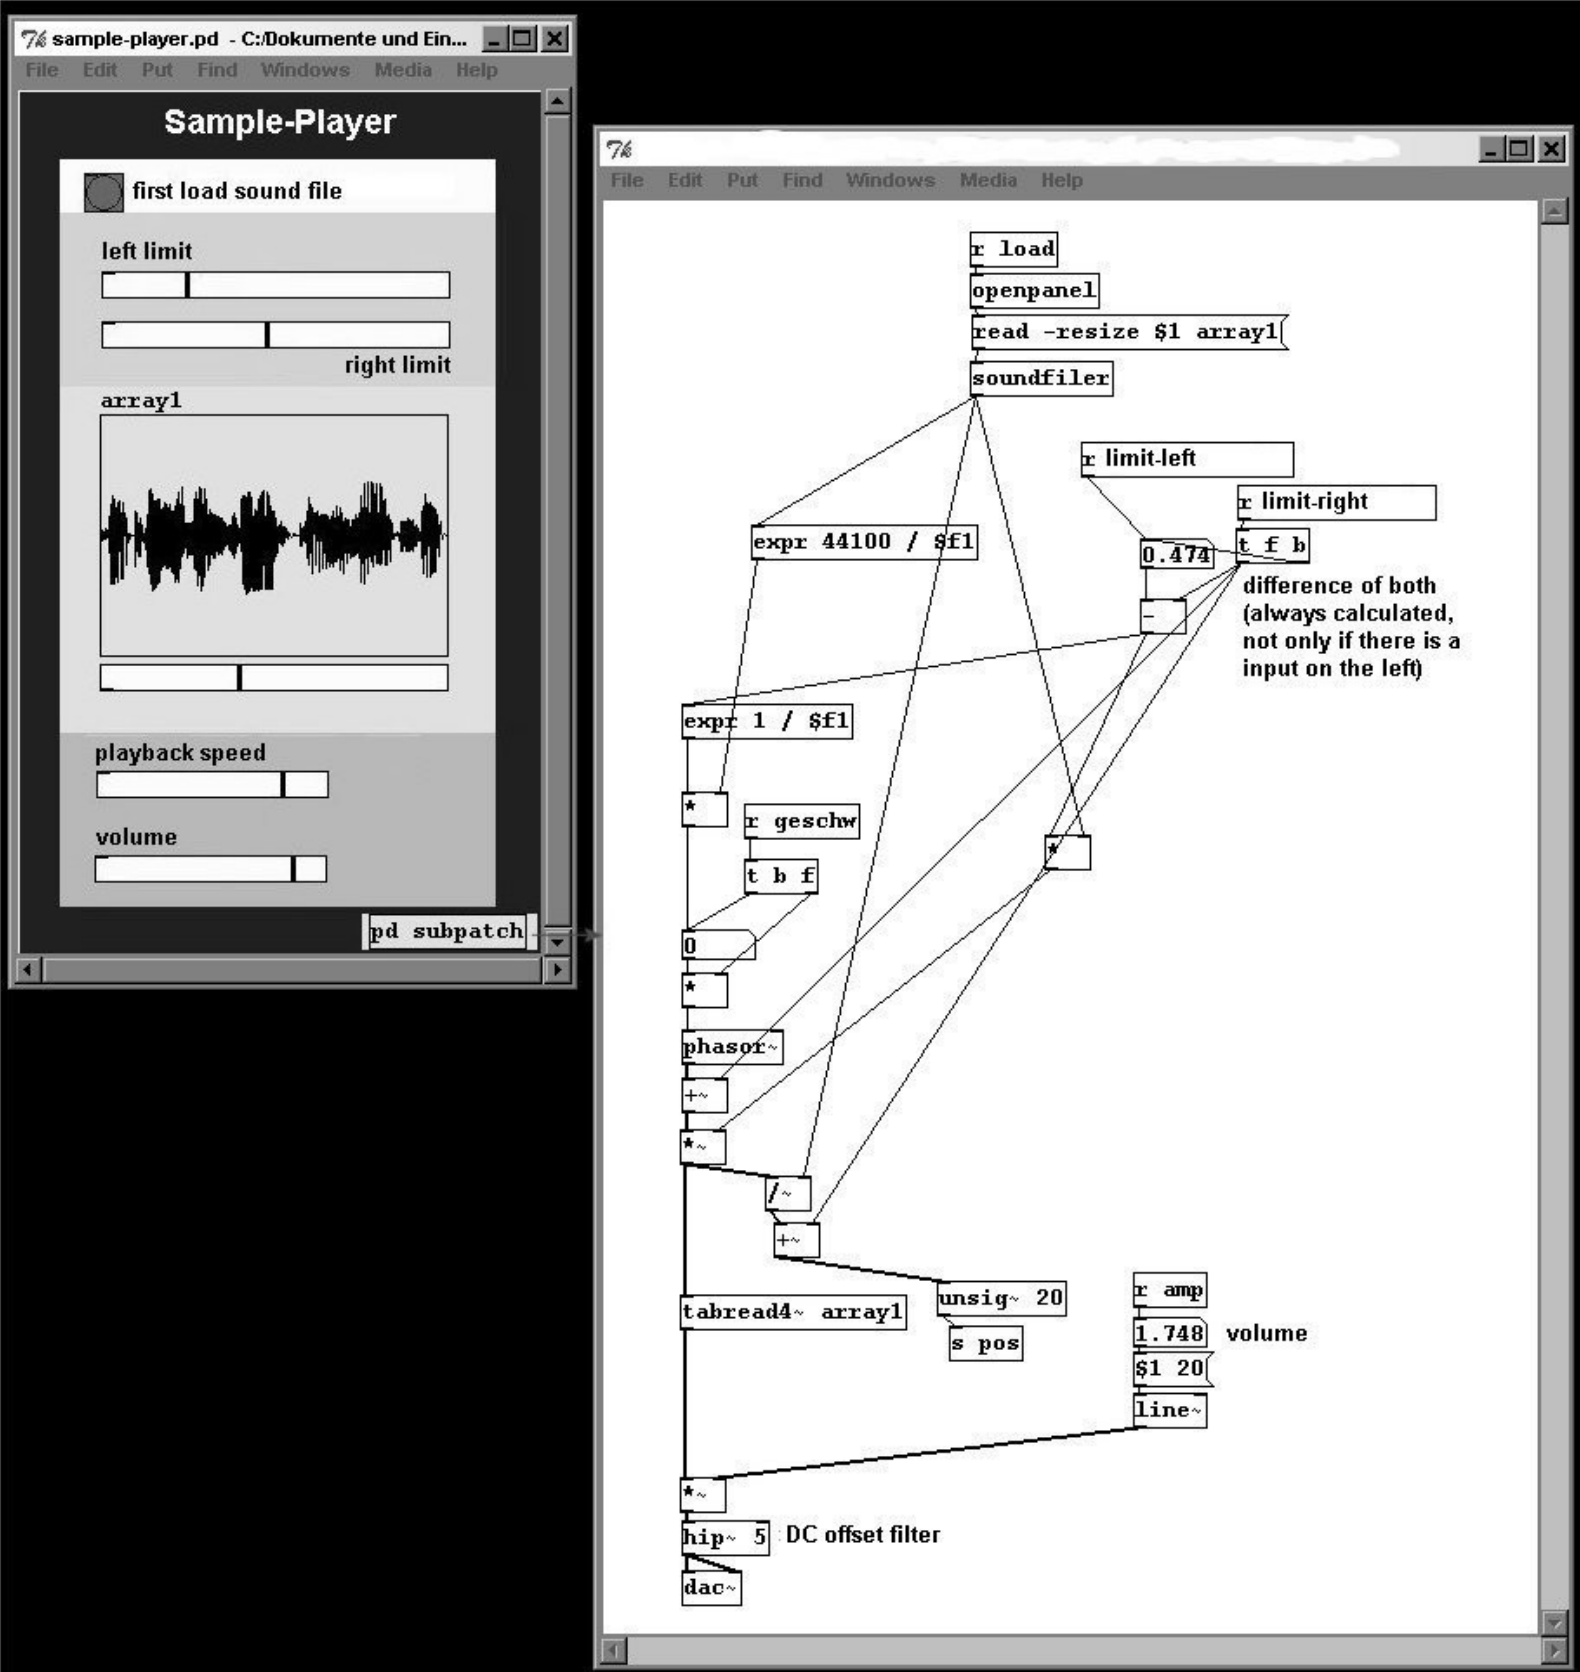 sample-player.pd - C:/Dokumente und Ein...
File Edit Put Find Windows Media Help
Sample-Player
first load sound file
left limit
right limit
array1
playback speed
volume
pd subpatch
File Edit Put Find Windows Media Help
r load
openpanel
read -resize $1 array1
soundfiler
r limit-left
r limit-right
expr 44100 / $f1
0.474
t f b
difference of both
(always calculated,
not only if there is a
input on the left)
-
expr 1 / $f1
*
r geschw
t b f
*
0
*
phasor~
+~
*~
/~
+~
unsig~ 20
tabread4~ array1
s pos
r amp
1.748 volume
$1 20
line~
*~
hip~ 5 DC offset filter
dac~